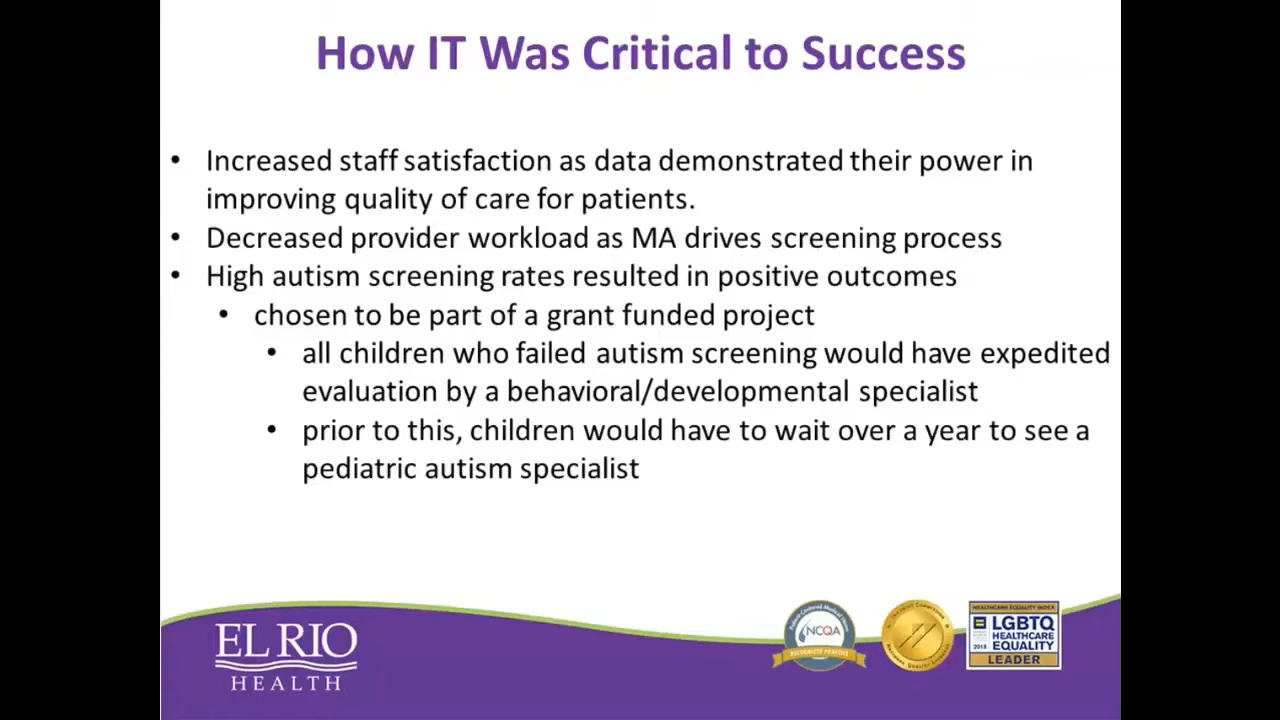 How IT Was Critical to Success
• Increased staff satisfaction as data demonstrated their power in
improving quality of care for patients.
• Decreased provider workload as MA drives screening process
• High autism screening rates resulted in positive outcomes
• chosen to be part of a grant funded project
• all children who failed autism screening would have expedited
evaluation by a behavioral/developmental specialist
• prior to this, children would have to wait over a year to see a
pediatric autism specialist
EL RIO
HEALTH
NCQA
HEALTHCARE EQUALITY INDEX
LGBTQ
HEALTHCARE
EQUALITY
LEADER